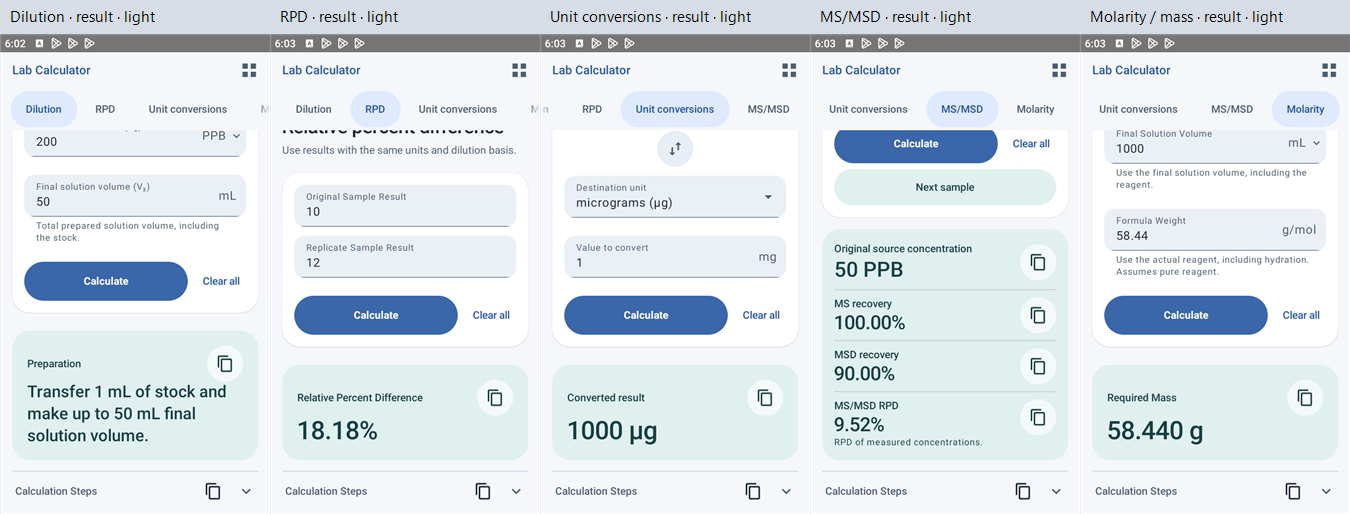 Dilution · result · light
6:02
Lab Calculator
Dilution
RPD
Unit conversions
200
PPB
Final solution volume (V₂)
50
mL
Total prepared solution volume, including
the stock.
Calculate
Clear all
Preparation
Transfer 1 mL of stock and
make up to 50 mL final
solution volume.
Calculation Steps
RPD · result · light
6:03
Lab Calculator
Dilution
RPD
Unit conversions
Relative percent difference
Use results with the same units and dilution basis.
Original Sample Result
10
Replicate Sample Result
12
Calculate
Clear all
Relative Percent Difference
18.18%
Calculation Steps
Unit conversions · result · light
6:03
Lab Calculator
RPD
Unit conversions
MS/MSD
Destination unit
micrograms (µg)
Value to convert
1
mg
Calculate
Clear all
Converted result
1000 µg
Calculation Steps
MS/MSD · result · light
6:03
Lab Calculator
Unit conversions
MS/MSD
Molarity
Calculate
Clear all
Next sample
Original source concentration
50 PPB
MS recovery
100.00%
MSD recovery
90.00%
MS/MSD RPD
9.52%
RPD of measured concentrations.
Calculation Steps
Molarity / mass · result · light
6:03
Lab Calculator
Unit conversions
MS/MSD
Molarity
Final Solution Volume
1000
mL
Use the final solution volume, including the
reagent.
Formula Weight
58.44
g/mol
Use the actual reagent, including hydration.
Assumes pure reagent.
Calculate
Clear all
Required Mass
58.440 g
Calculation Steps